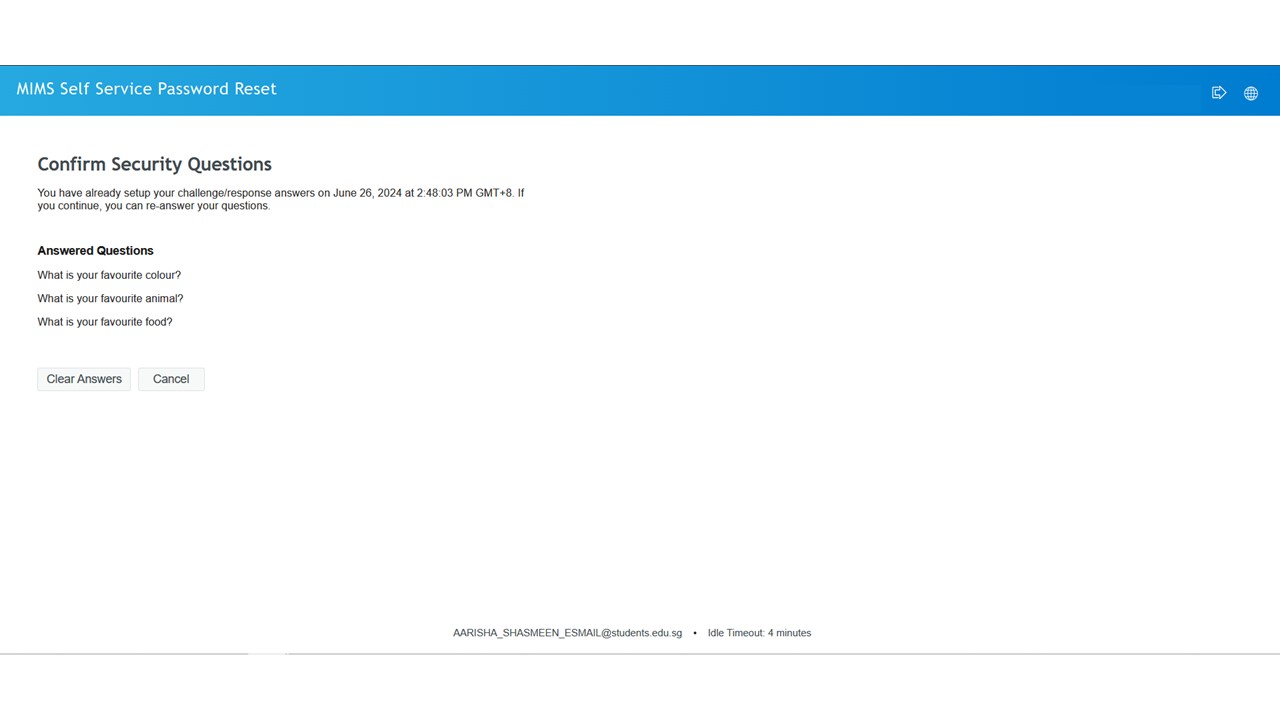 MIMS Self Service Password Reset
Confirm Security Questions
You have already setup your challenge/response answers on June 26, 2024 at 2:48:03 PM GMT+8. If
you continue, you can re-answer your questions.
Answered Questions
What is your favourite colour?
What is your favourite animal?
What is your favourite food?
Clear Answers Cancel
AARISHA_SHASMEEN_ESMAIL@students.edu.sg • Idle Timeout: 4 minutes